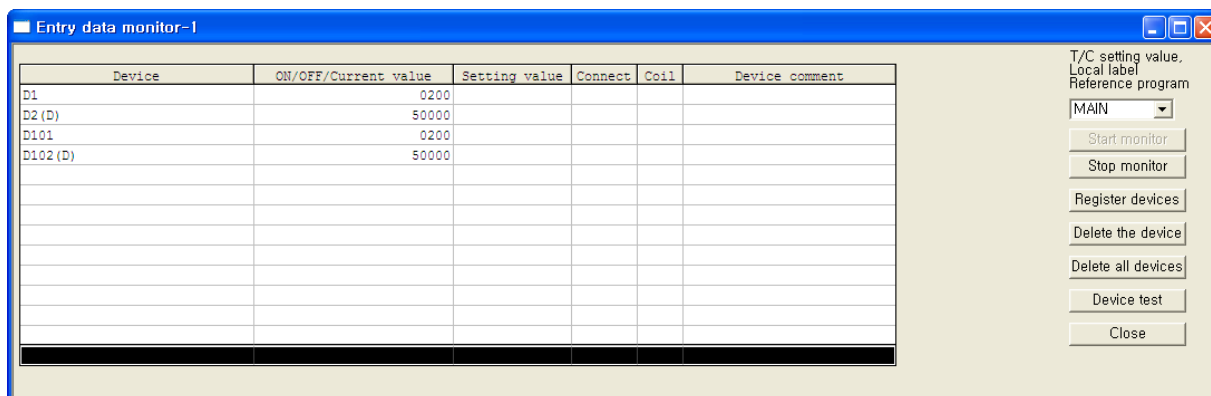 Entry data monitor-1
T/C setting value,
Local label
Reference program
MAIN
Device ON/OFF/Current value Setting value Connect Coil Device comment
D1 0200
D2(D) 50000
D101 0200
D102(D) 50000
Start monitor
Stop monitor
Register devices
Delete the device
Delete all devices
Device test
Close